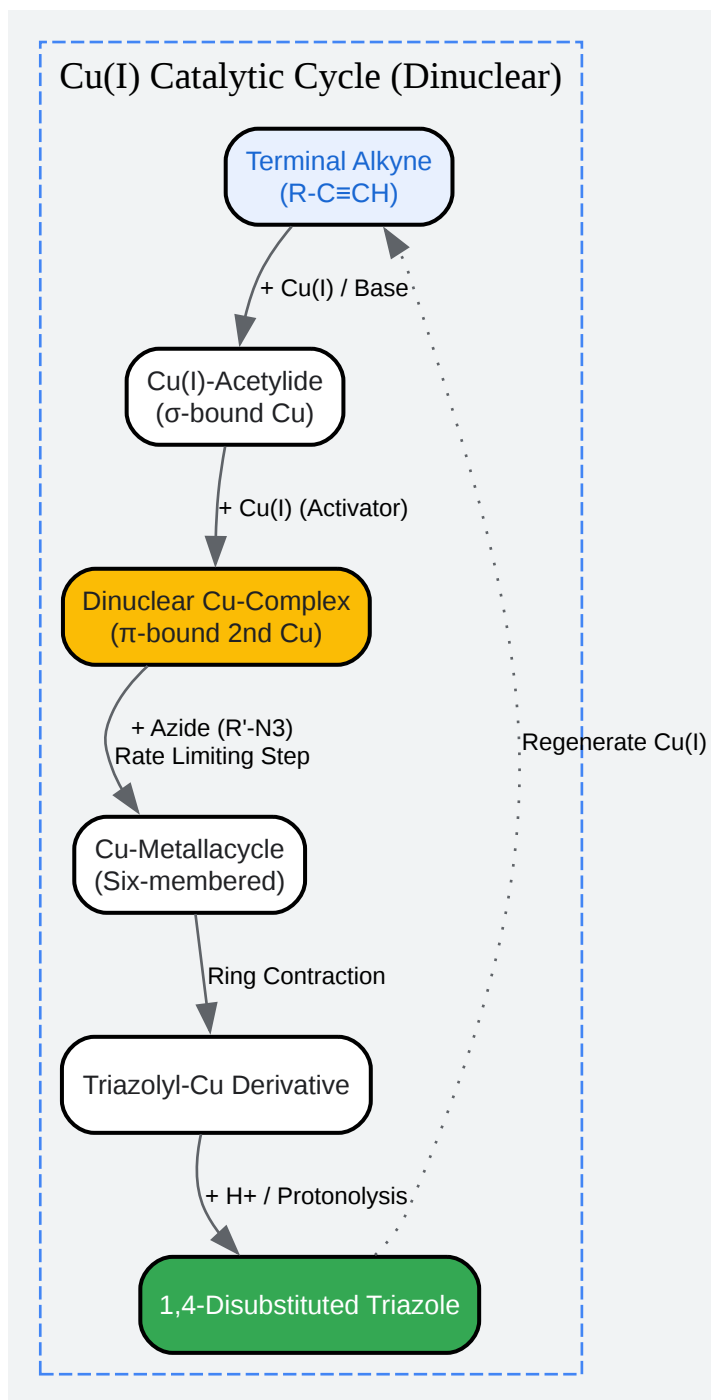 Cu(I) Catalytic Cycle (Dinuclear)
Terminal Alkyne
(R-C≡CH)
+ Cu(I) / Base
Cu(I)-Acetylide
(σ-bound Cu)
+ Cu(I) (Activator)
Dinuclear Cu-Complex
(π-bound 2nd Cu)
+ Azide (R'-N3)
Rate Limiting Step
Regenerate Cu(I)
Cu-Metallacycle
(Six-membered)
Ring Contraction
Triazolyl-Cu Derivative
+ H+ / Protonolysis
1,4-Disubstituted Triazole